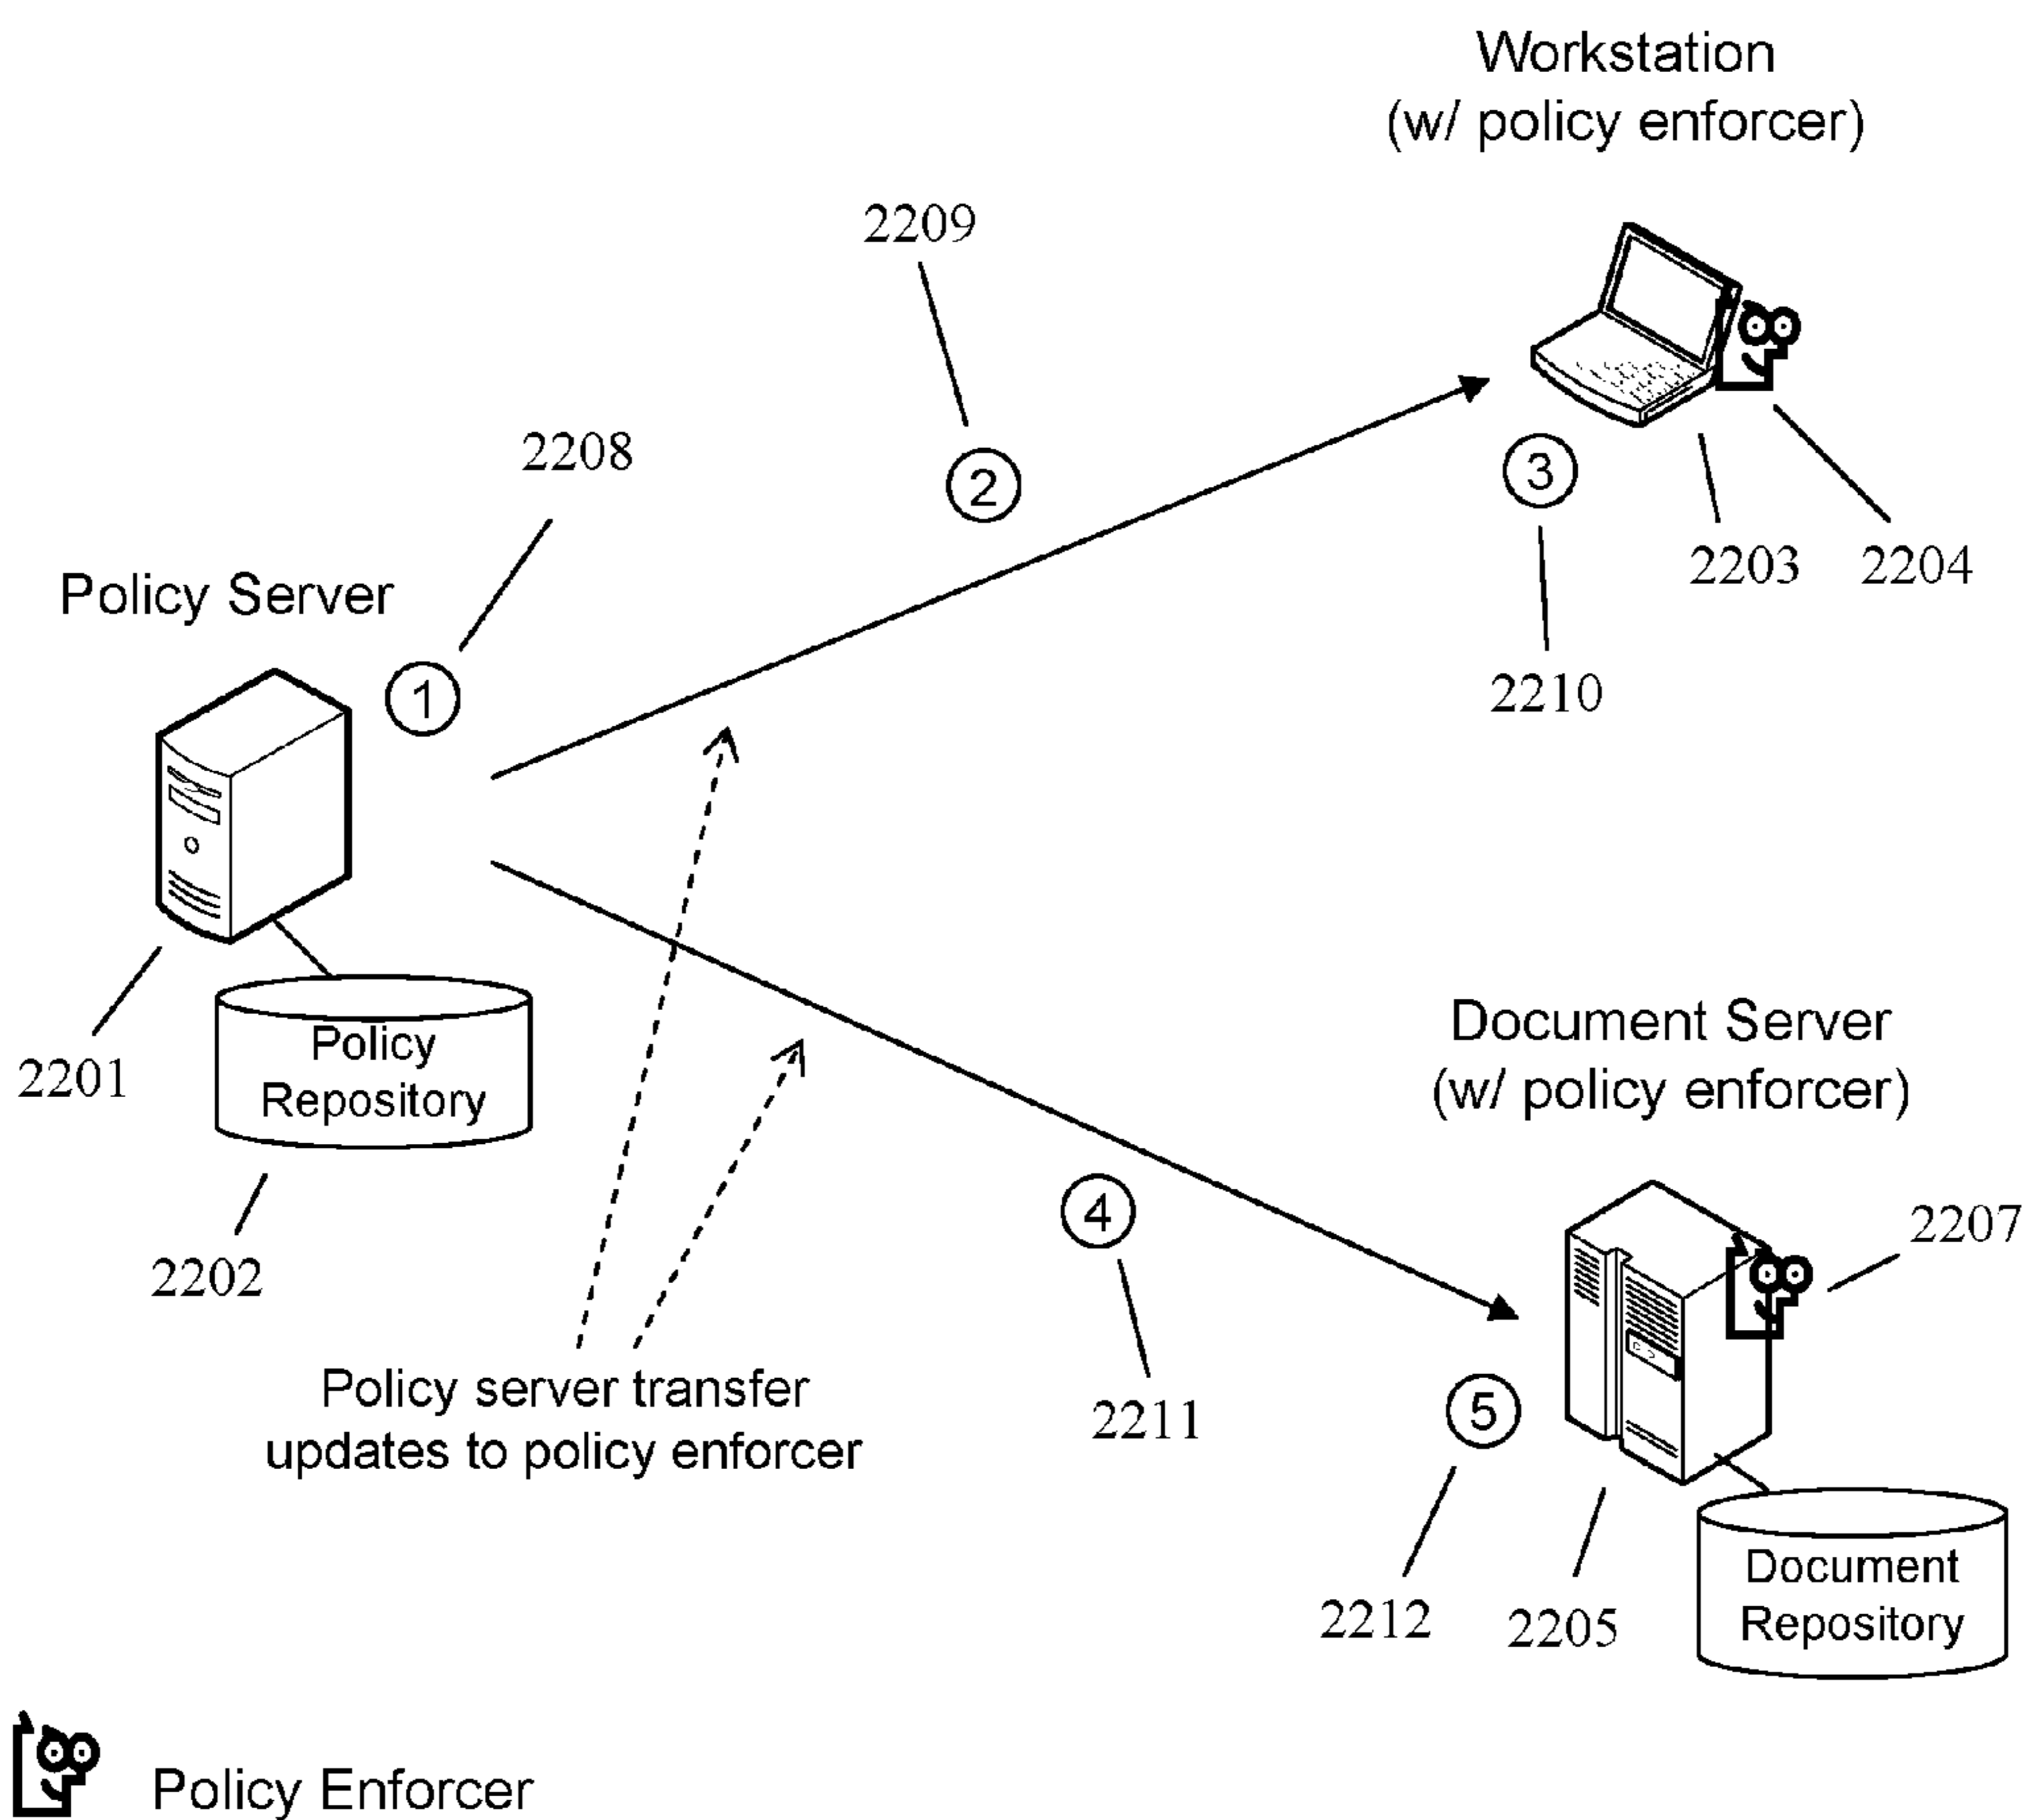 Workstation
(w/ policy enforcer)
2209
2208
2
3
2203
2204
Policy Server
1
2210
2201
Policy
Repository
2202
Document Server
(w/ policy enforcer)
4
2207
Policy server transfer
updates to policy enforcer
2211
5
2212
2205
Document
Repository
Policy Enforcer